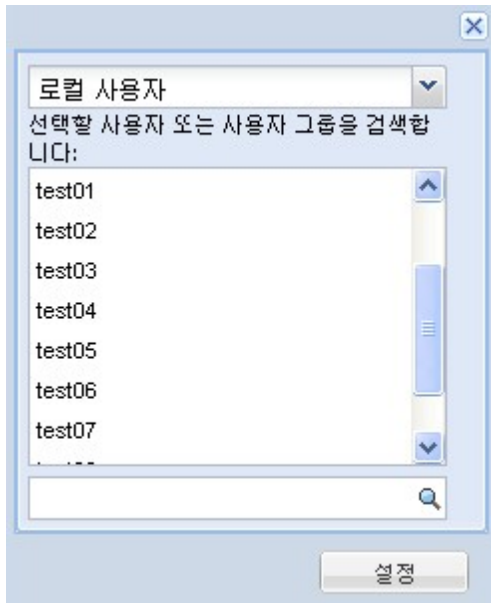 로컬 사용자
선택할 사용자 또는 사용자 그룹을 검색합
니다:
test01
test02
test03
test04
test05
test06
test07
설정